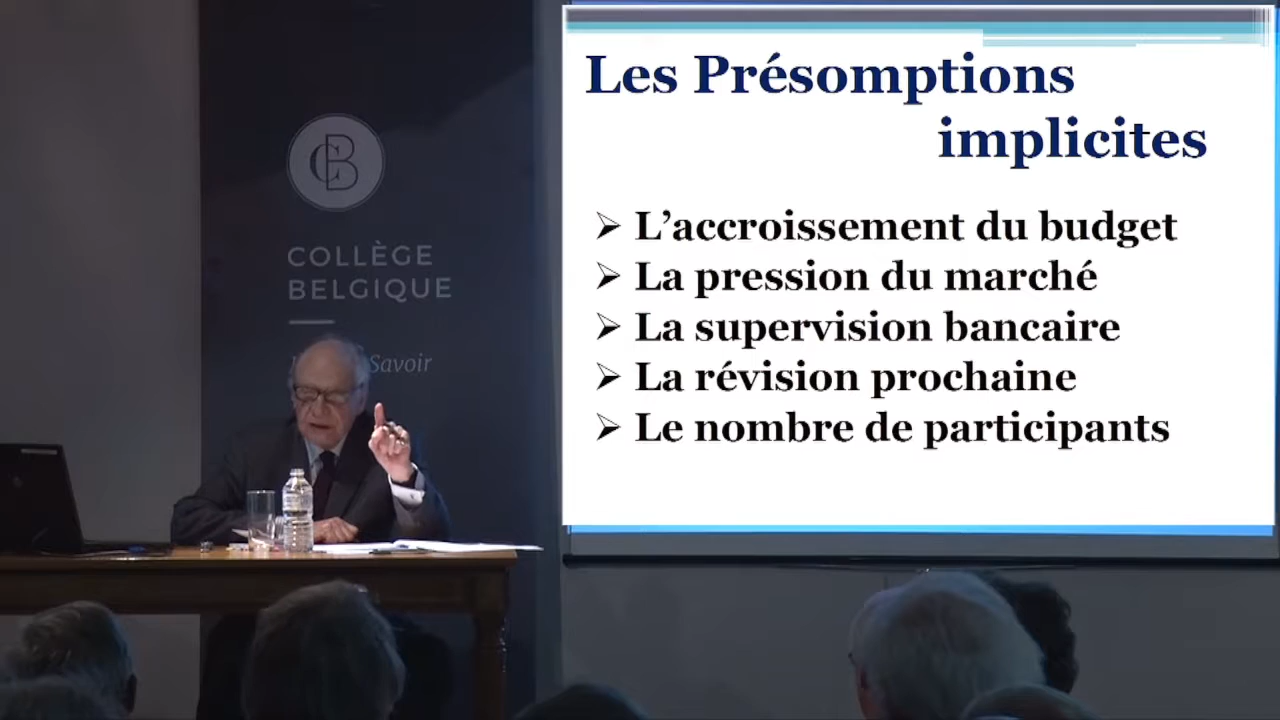 CB
COLLÈGE
BELGIQUE
Savoir
Les Présomptions
implicites
➢ L’accroissement du budget
➢ La pression du marché
➢ La supervision bancaire
➢ La révision prochaine
➢ Le nombre de participants